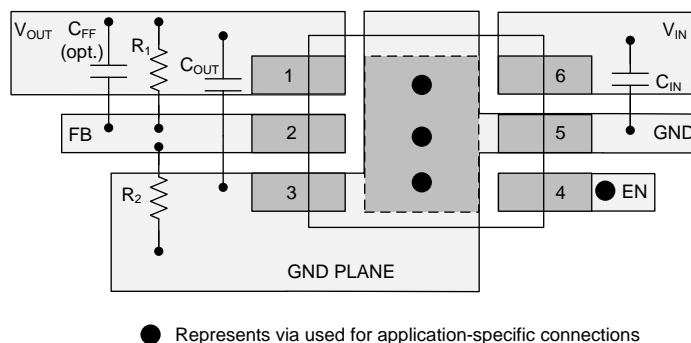 VOUT
CFF
(opt.)
R1
COUT
1
6
VIN
CIN
FB
2
5
GND
R2
3
4
EN
GND PLANE
Represents via used for application-specific connections